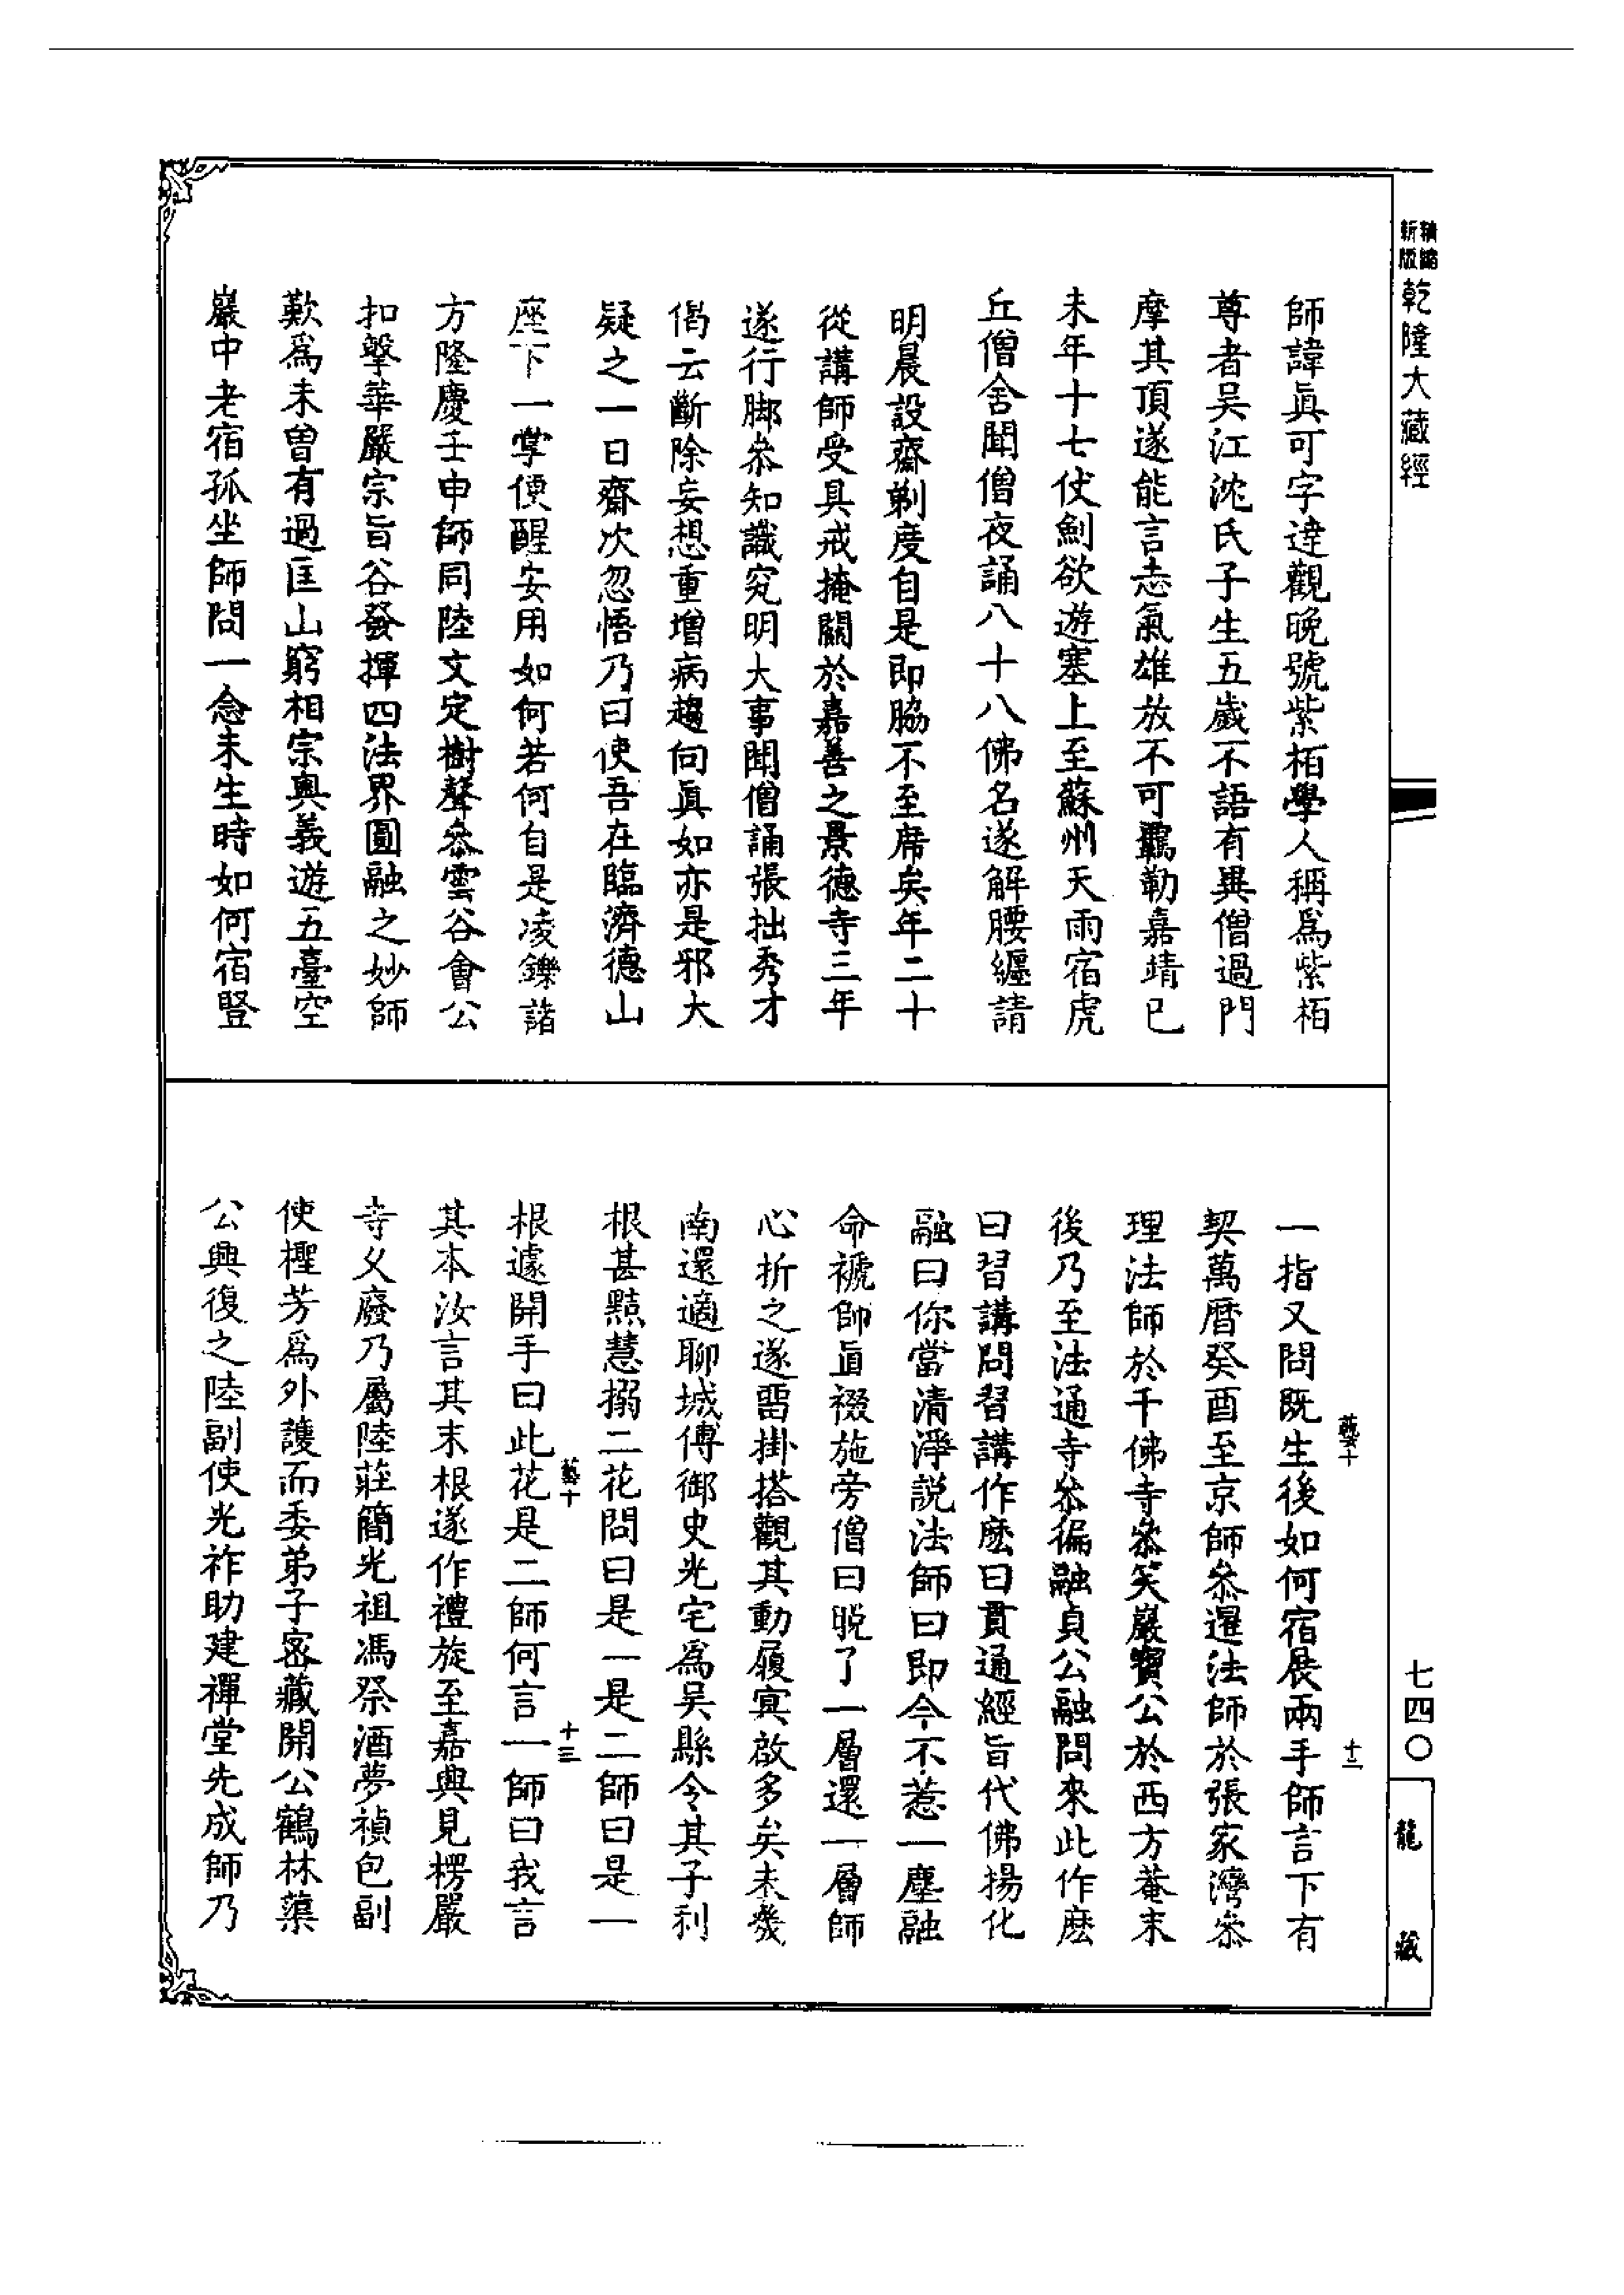 精縮
新版
乾隆大藏經
師諱眞可字達觀晚號紫栢學人稱爲紫栢
尊者吴江沈氏子生五歲不語有異僧過門
摩其頂遂能言志氣雄放不可羈勒嘉靖已
未年十七仗劍欲遊塞上至蘇州天雨宿虎
丘僧舍聞僧夜誦八十八佛名遂解腰纒請
明晨設齋剃度自是即脇不至席矣年二十
從講師受具戒掩關於嘉善之景德寺三年
遂行脚叅知識究明大事聞僧誦張拙秀才
偈云斷除妄想重增病趨向眞如亦是邪大
疑之一日齋次忽悟乃曰使吾在臨濟德山
座下一掌便醒安用如何若何自是凌鑠諸
方隆慶壬申師同陸文定樹聲叅雲谷會公
扣擊華嚴宗旨谷發揮四法界圓融之妙師
歎爲未曾有過匡山窮相宗奥義遊五臺空
巖中老宿孤坐師問一念未生時如何宿豎
一指又問既生後如何宿展兩手師言下有
契萬曆癸酉至京師叅暹法師於張家灣叅
理法師於千佛寺叅笑巖寶公於西方菴末
後乃至法通寺叅徧融貞公融問來此作麽
曰習講問習講作麽曰貫通經旨代佛揚化
融曰你當清淨説法師曰即今不惹一塵融
命褫師直裰施旁僧曰脱了一層還一層師
心折之遂畱掛搭觀其動履㝠啟多矣未幾
南還適聊城傅御史光宅爲吴縣令其子利
根甚黠慧搦二花問曰是一是二師曰是一
根遽開手曰此花是二師何言一師曰我言
其本汝言其末根遂作禮旋至嘉興見楞嚴
寺乆廢乃屬陸莊簡光祖馮祭酒夢禎包副
使檉芳爲外護而委弟子密藏開公鶴林藻
公興復之陸副使光祚助建禪堂先成師乃
藝十
十二
藝十
十三
七四〇
龍藏